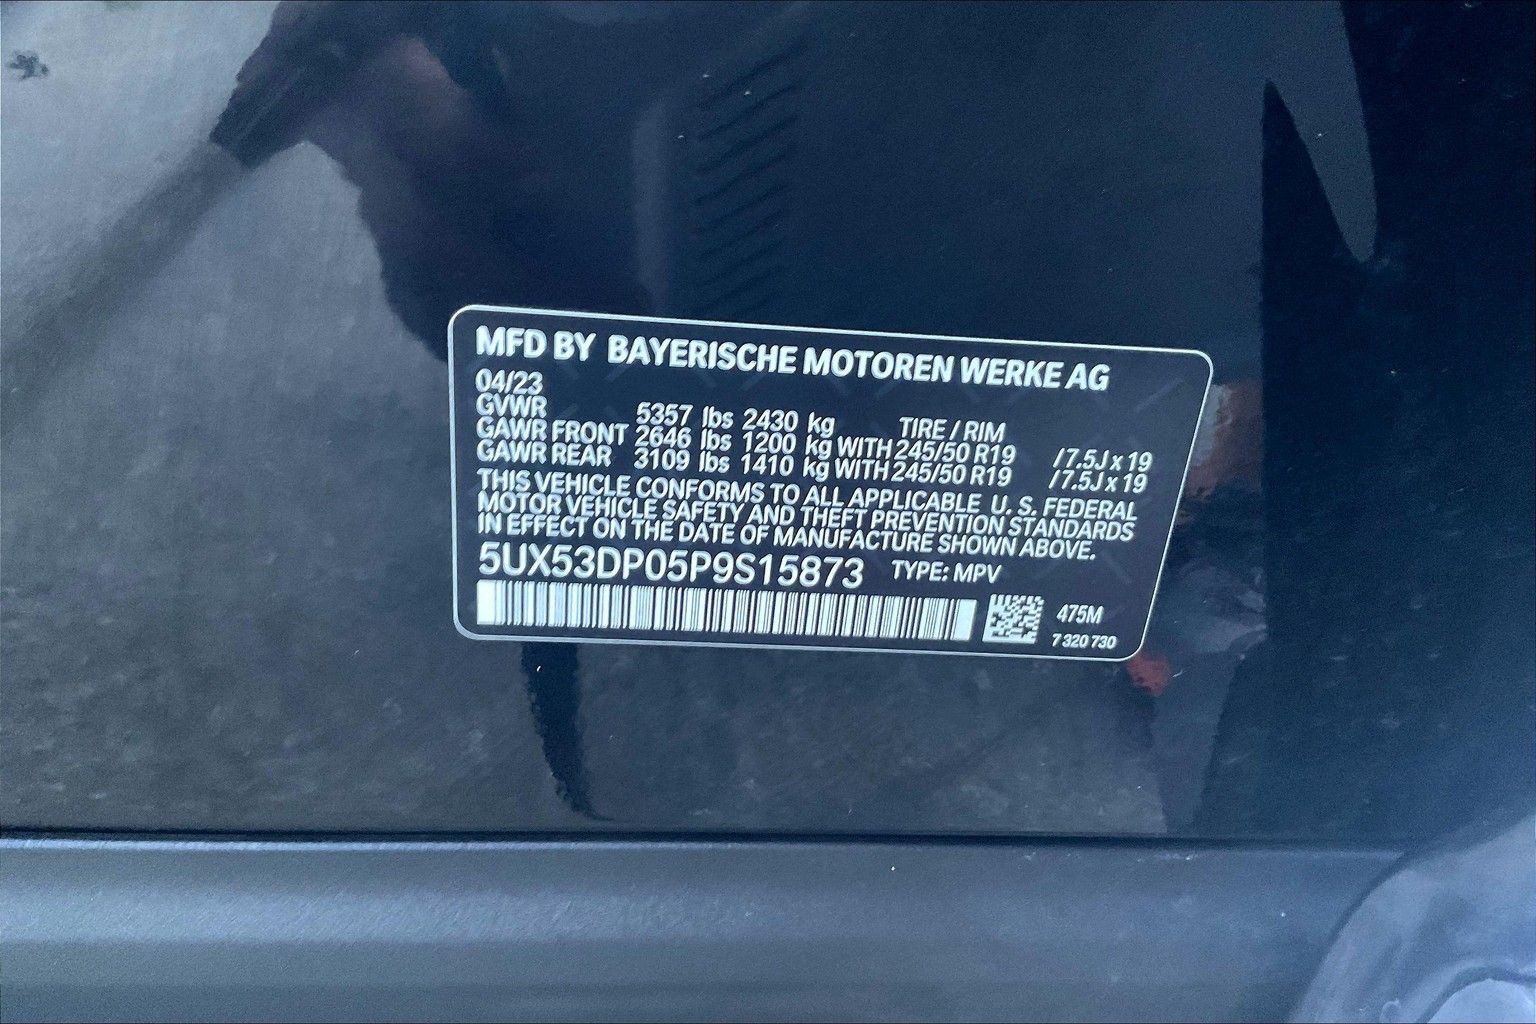 MFD BY BAYERISCHE MOTOREN WERKE AG
04/23
GVWR 5357 lbs 2430 kg TIRE / RIM
GAWR FRONT 2646 lbs 1200 kg WITH 245/50 R19 / 7.5J x 19
GAWR REAR 3109 lbs 1410 kg WITH 245/50 R19 / 7.5J x 19
THIS VEHICLE CONFORMS TO ALL APPLICABLE U. S. FEDERAL
MOTOR VEHICLE SAFETY AND THEFT PREVENTION STANDARDS
IN EFFECT ON THE DATE OF MANUFACTURE SHOWN ABOVE.
5UX53DP05P9S15873 TYPE: MPV
475M
7 320 730